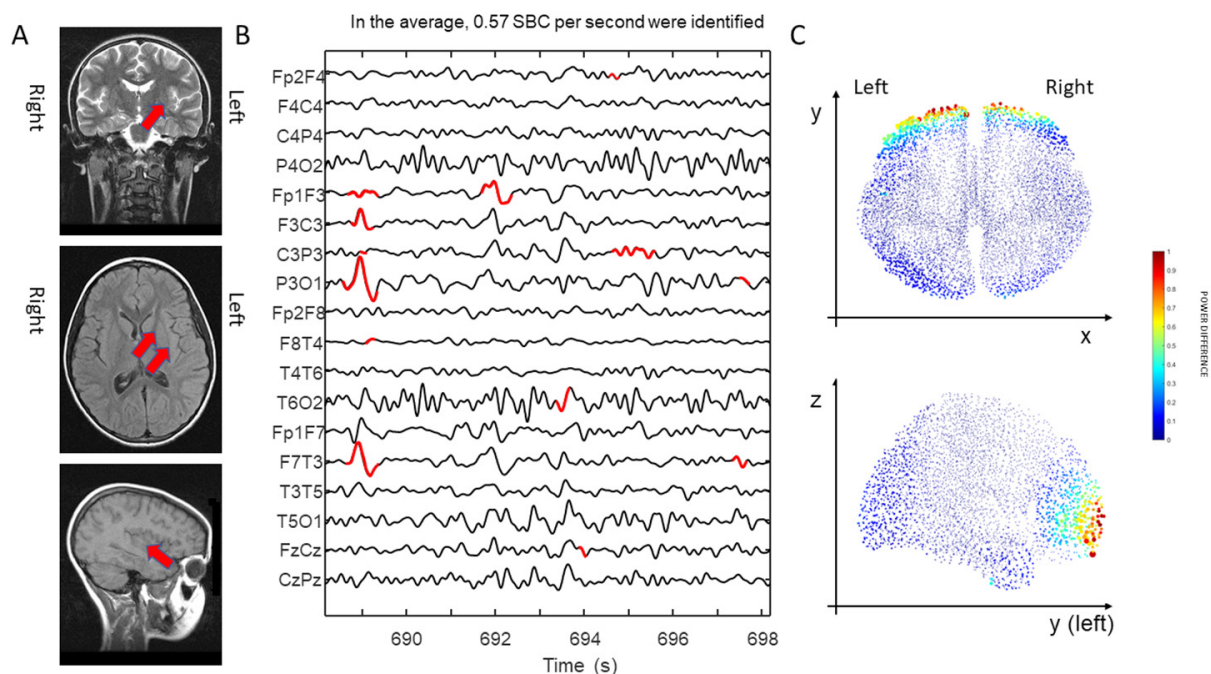 A
Right
Left
Right
Left
B
In the average, 0.57 SBC per second were identified
Fp2F4
F4C4
C4P4
P4O2
Fp1F3
F3C3
C3P3
P3O1
Fp2F8
F8T4
T4T6
T6O2
Fp1F7
F7T3
T3T5
T5O1
FzCz
CzPz
690 692 694 696 698
Time (s)
C
Left Right
y
x
z
y (left)
1
0.9
0.8
0.7
0.6
0.5
0.4
0.3
0.2
0.1
0
POWER DIFFERENCE